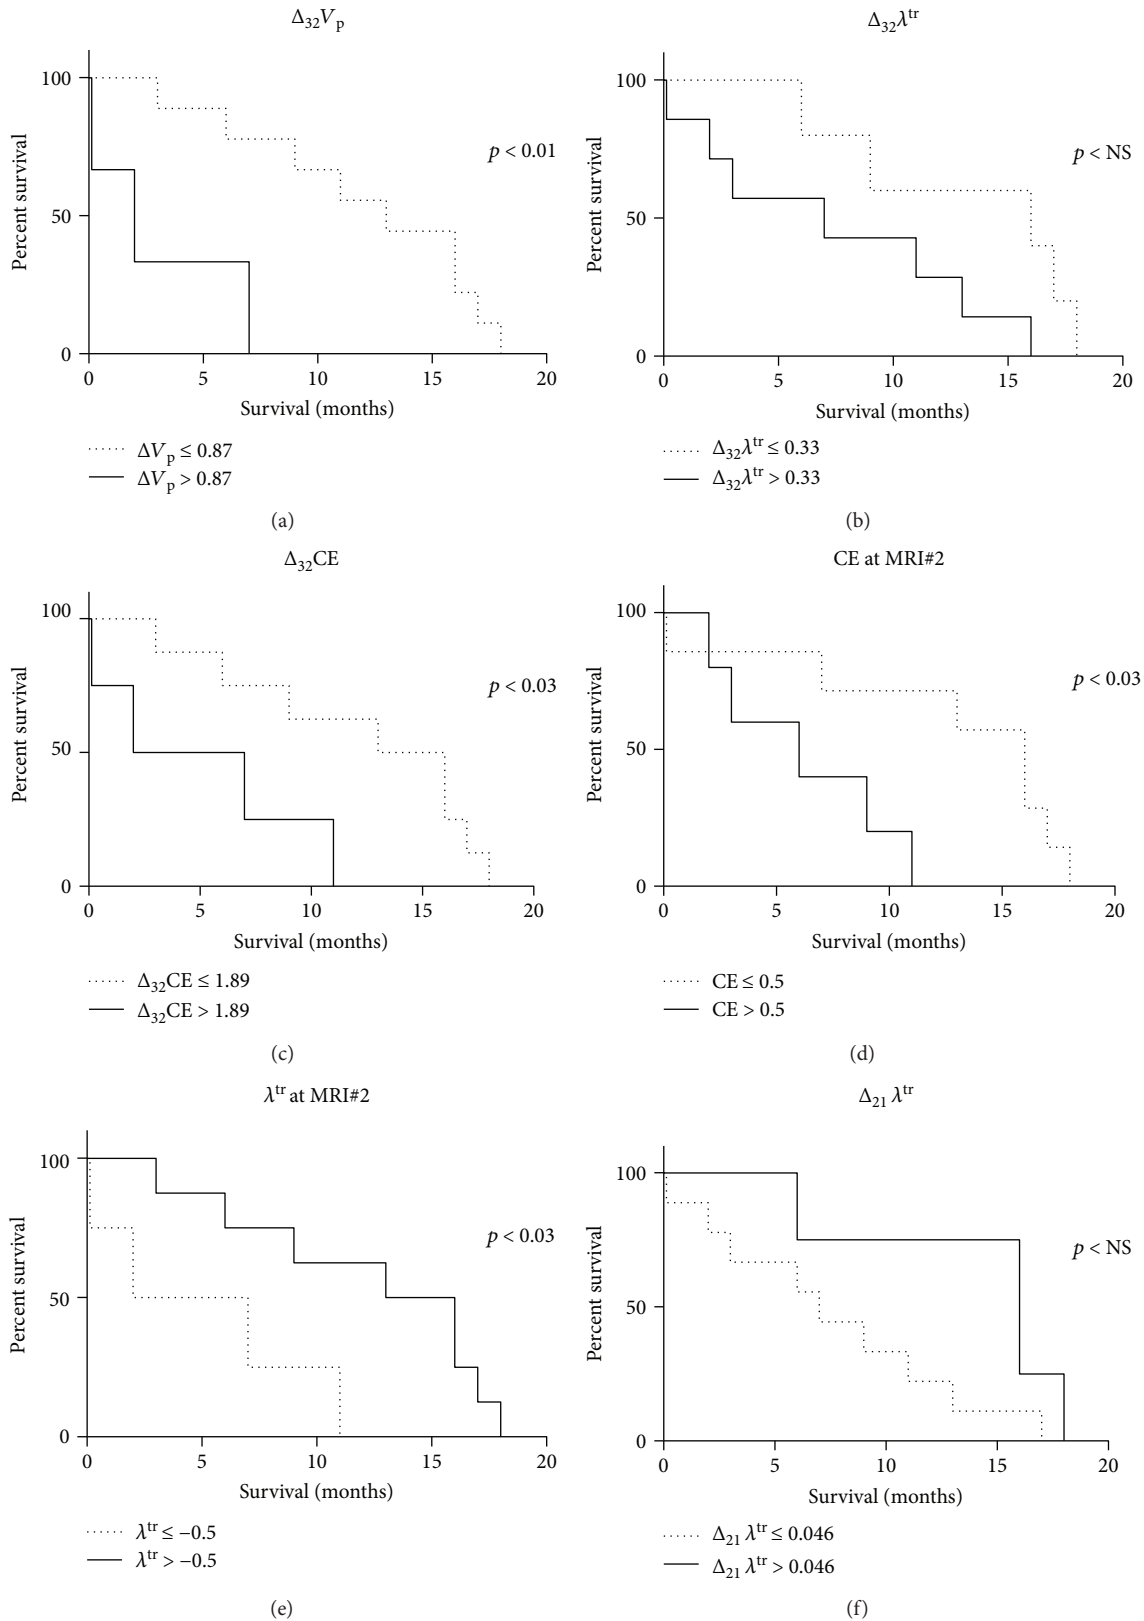 Δ32Vp
100
50
0
Percent survival
p < 0.01
0 5 10 15 20
Survival (months)
ΔVp ≤ 0.87
ΔVp > 0.87
(a)
Δ32λtr
100
50
0
Percent survival
p < NS
0 5 10 15 20
Survival (months)
Δ32λtr ≤ 0.33
Δ32λtr > 0.33
(b)
Δ32CE
100
50
0
Percent survival
p < 0.03
0 5 10 15 20
Survival (months)
Δ32CE ≤ 1.89
Δ32CE > 1.89
(c)
CE at MRI#2
100
50
0
Percent survival
p < 0.03
0 5 10 15 20
Survival (months)
CE ≤ 0.5
CE > 0.5
(d)
λtr at MRI#2
100
50
0
Percent survival
p < 0.03
0 5 10 15 20
Survival (months)
λtr ≤ −0.5
λtr > −0.5
(e)
Δ21 λtr
100
50
0
Percent survival
p < NS
0 5 10 15 20
Survival (months)
Δ21 λtr ≤ 0.046
Δ21 λtr > 0.046
(f)